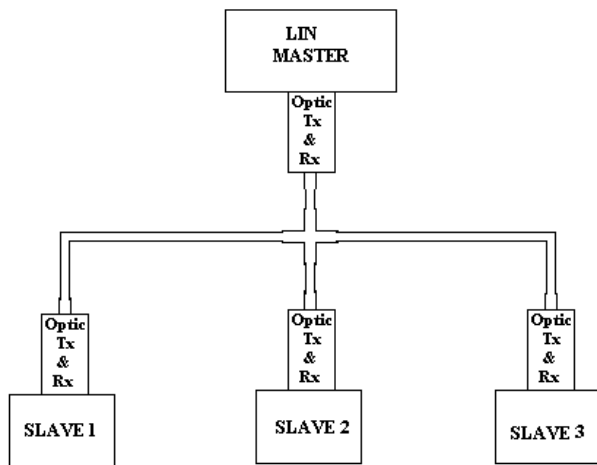 LIN
MASTER
Optic
Tx
&
Rx
Optic
Tx
&
Rx
Optic
Tx
&
Rx
Optic
Tx
&
Rx
SLAVE 1
SLAVE 2
SLAVE 3